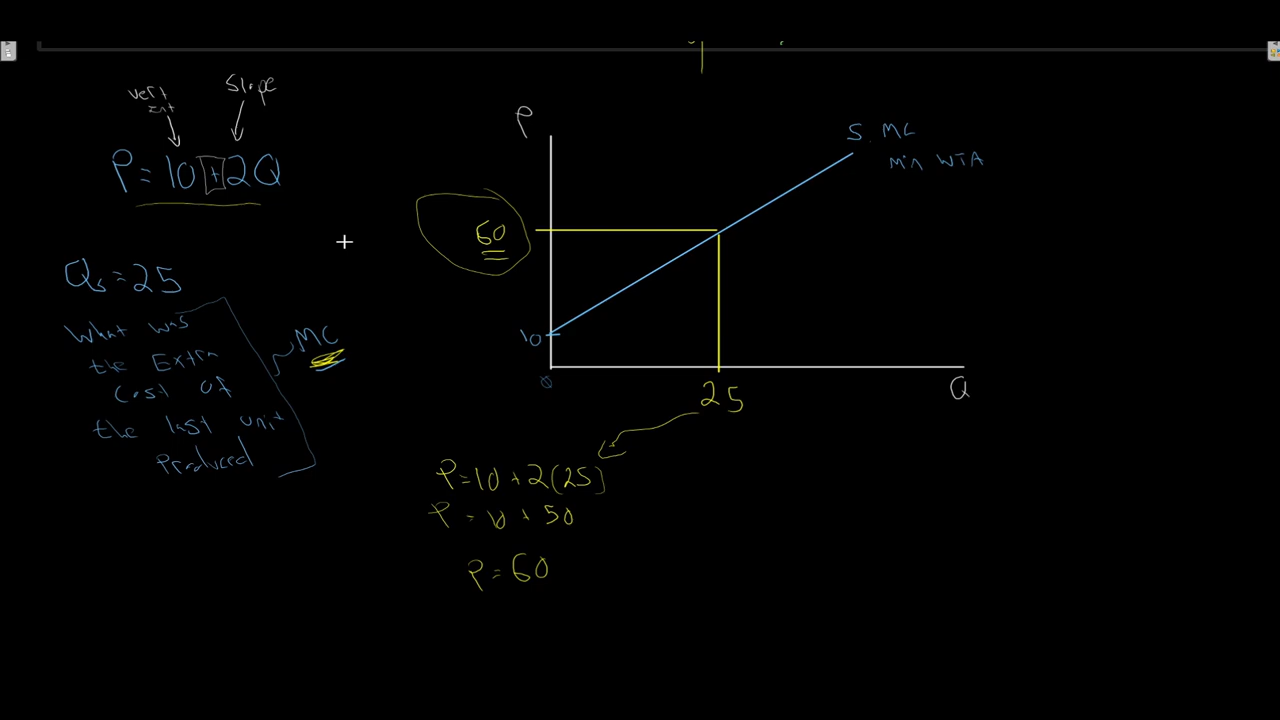 vert
int
Slope
P = 10 + 2Q
Qs = 25
What was
the Extra
Cost of
the last unit
Produced
MC
P
60
10
0
25
Q
S. MC
Min WTA
P = 10 + 2(25)
P = 10 + 50
P = 60